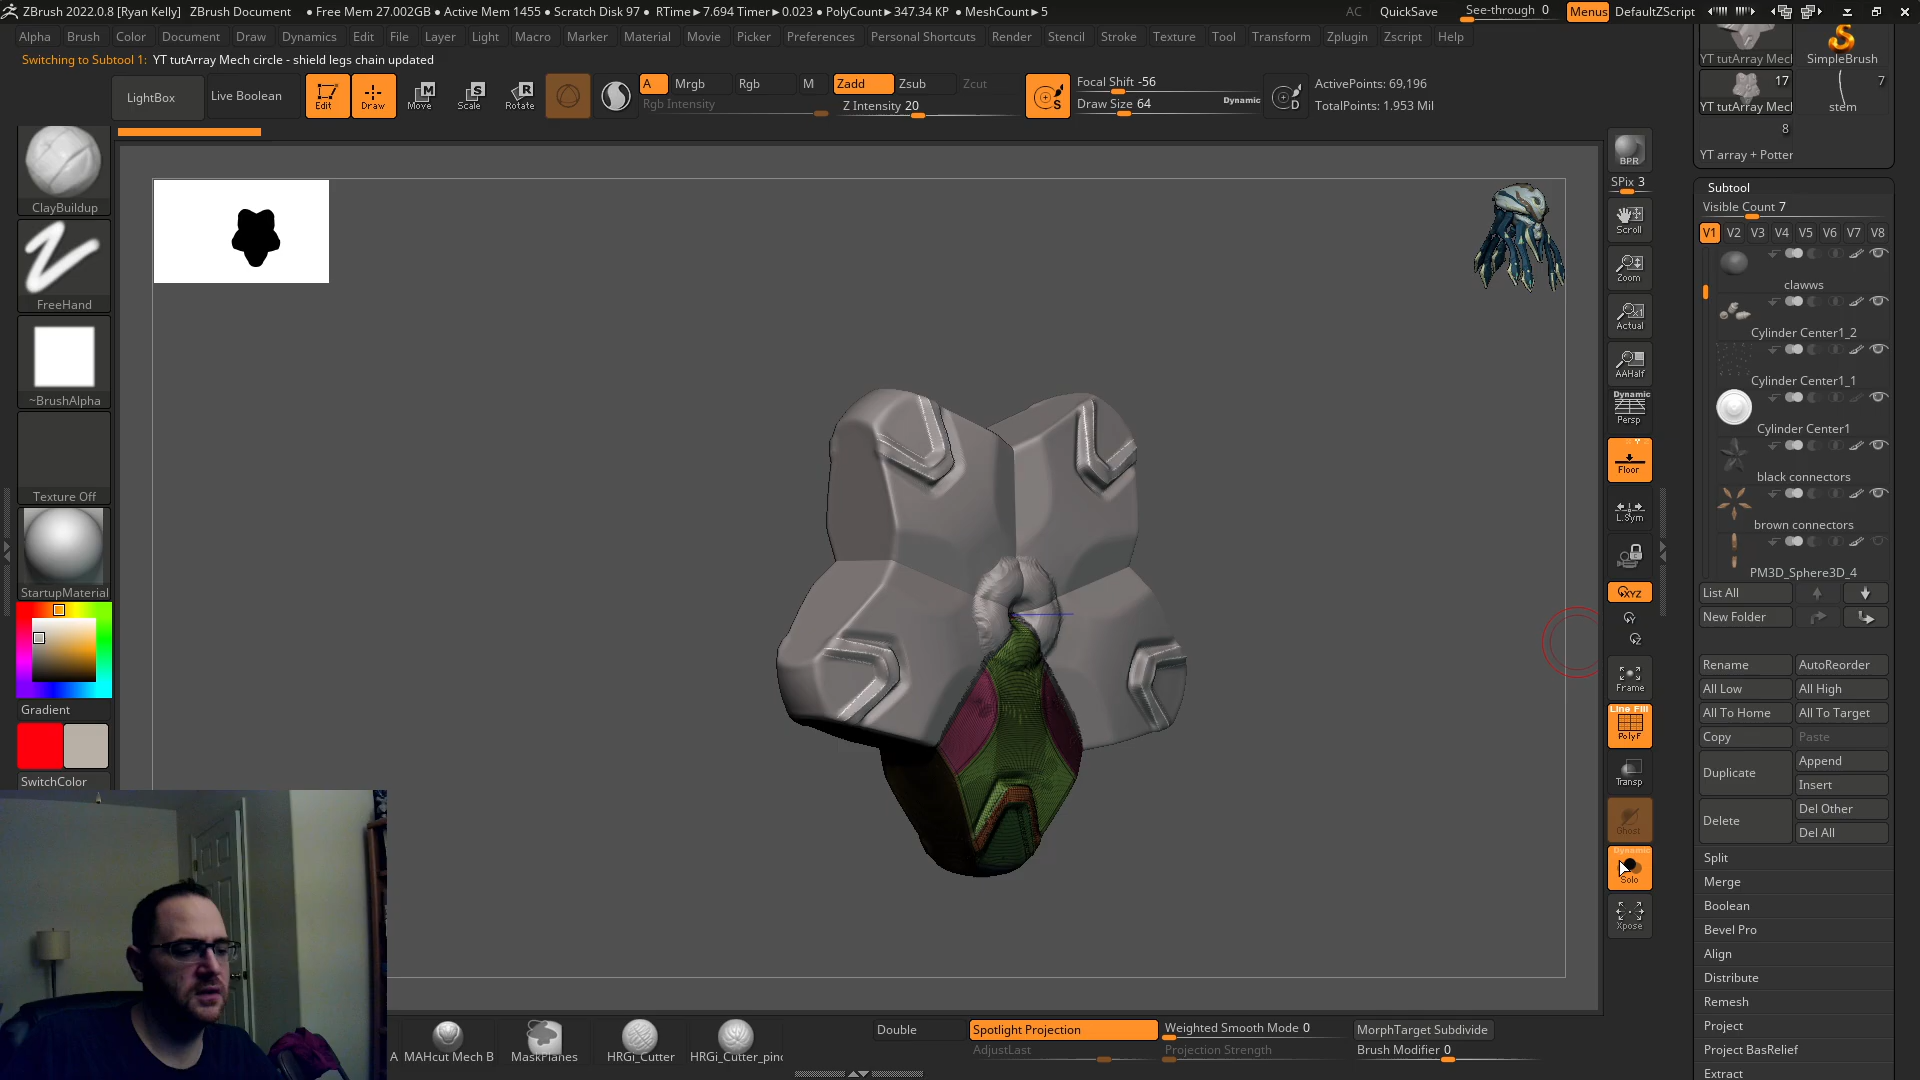 ZBrush 2022.0.8 [Ryan Kelly] ZBrush Document • Free Mem 27.002GB • Active Mem 1455 • Scratch Disk 97 • RTime►7.694 Timer►0.023 • PolyCount►347.34 KP • MeshCount►5 AC QuickSave See-through 0 Menus DefaultZScript
Alpha Brush Color Document Draw Dynamics Edit File Layer Light Macro Marker Material Movie Picker Preferences Personal Shortcuts Render Stencil Stroke Texture Tool Transform Zplugin Zscript Help
Switching to Subtool 1: YT tutArray Mech circle - shield legs chain updated
LightBox
Live Boolean
Edit
Draw
Move
Scale
Rotate
A
Mrgb
Rgb
M
Rgb Intensity
Zadd
Zsub
Zcut
Z Intensity 20
Focal Shift -56
Draw Size 64
Dynamic
ActivePoints: 69,196
TotalPoints: 1.953 Mil
ClayBuildup
FreeHand
~BrushAlpha
Texture Off
StartupMaterial
Gradient
SwitchColor
BPR
SPix 3
Scroll
Zoom
Actual
AAHalf
Dynamic
Persp
Floor
L.Sym
XYZ
Frame
Line Fill
PolyF
Transp
Ghost
Dynamic
Solo
Xpose
YT tutArray Mecl
SimpleBrush
17
7
YT tutArray Mecl
stem
8
YT array + Potter
Subtool
Visible Count 7
V1 V2 V3 V4 V5 V6 V7 V8
clawws
Cylinder Center1_2
Cylinder Center1_1
Cylinder Center1
black connectors
brown connectors
PM3D_Sphere3D_4
List All
New Folder
Rename
AutoReorder
All Low
All High
All To Home
All To Target
Copy
Paste
Duplicate
Append
Insert
Delete
Del Other
Del All
Split
Merge
Boolean
Bevel Pro
Align
Distribute
Remesh
Project
Project BasRelief
Extract
A MAHcut Mech B
MaskPlanes
HRGi_Cutter
HRGi_Cutter_pinc
Double
Spotlight Projection
Weighted Smooth Mode 0
MorphTarget Subdivide
AdjustLast
Projection Strength
Brush Modifier 0